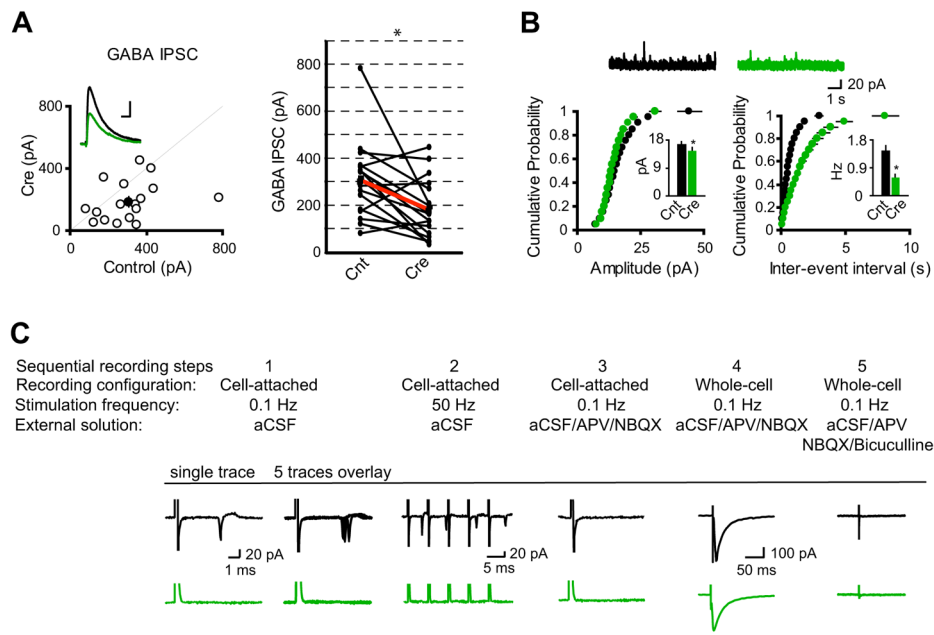 A
GABA IPSC
800
400
0
Cre (pA)
0
400
800
Control (pA)
*
800
700
600
500
400
300
200
100
0
GABA IPSC (pA)
Cnt
Cre
B
20 pA
1 s
Cumulative Probability
1
0.8
0.6
0.4
0.2
0
0
25
50
Amplitude (pA)
18
9
0
pA
*
Cnt
Cre
Cumulative Probability
1
0.8
0.6
0.4
0.2
0
0
5
10
Inter-event interval (s)
18
9
0
Hz
*
Cnt
Cre
C
Sequential recording steps 1 2 3 4 5
Recording configuration: Cell-attached Cell-attached Cell-attached Whole-cell Whole-cell
Stimulation frequency: 0.1 Hz 50 Hz 0.1 Hz 0.1 Hz 0.1 Hz
External solution: aCSF aCSF aCSF/APV/NBQX aCSF/APV/NBQX aCSF/APV
NBQX/Bicuculline
single trace 5 traces overlay
20 pA
1 ms
20 pA
5 ms
100 pA
50 ms